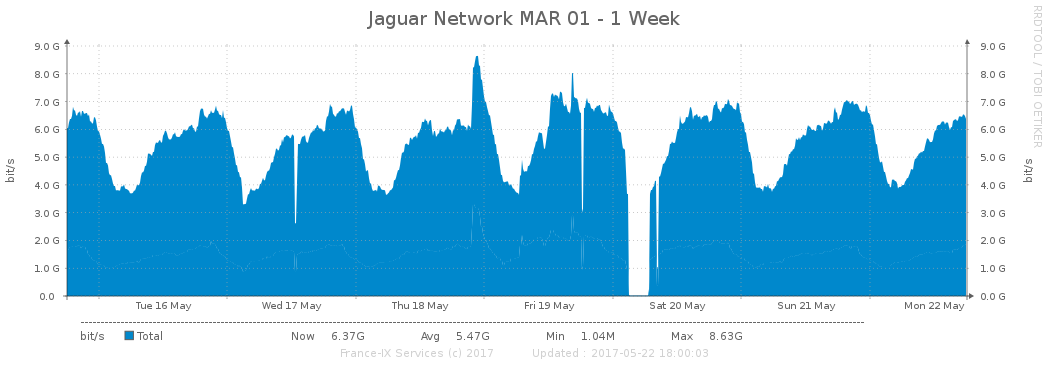 Jaguar Network MAR 01 - 1 Week
RRDTOOL / TOBI OETIKER
9.0 G 9.0 G
8.0 G 8.0 G
7.0 G 7.0 G
6.0 G 6.0 G
5.0 G 5.0 G
4.0 G 4.0 G
3.0 G 3.0 G
2.0 G 2.0 G
1.0 G 1.0 G
0.0 0.0 G
bit/s
bit/s
Tue 16 May Wed 17 May Thu 18 May Fri 19 May Sat 20 May Sun 21 May Mon 22 May
bit/s Total Now 6.37G Avg 5.47G Min 1.04M Max 8.63G
France-IX Services (c) 2017 Updated : 2017-05-22 18:00:03